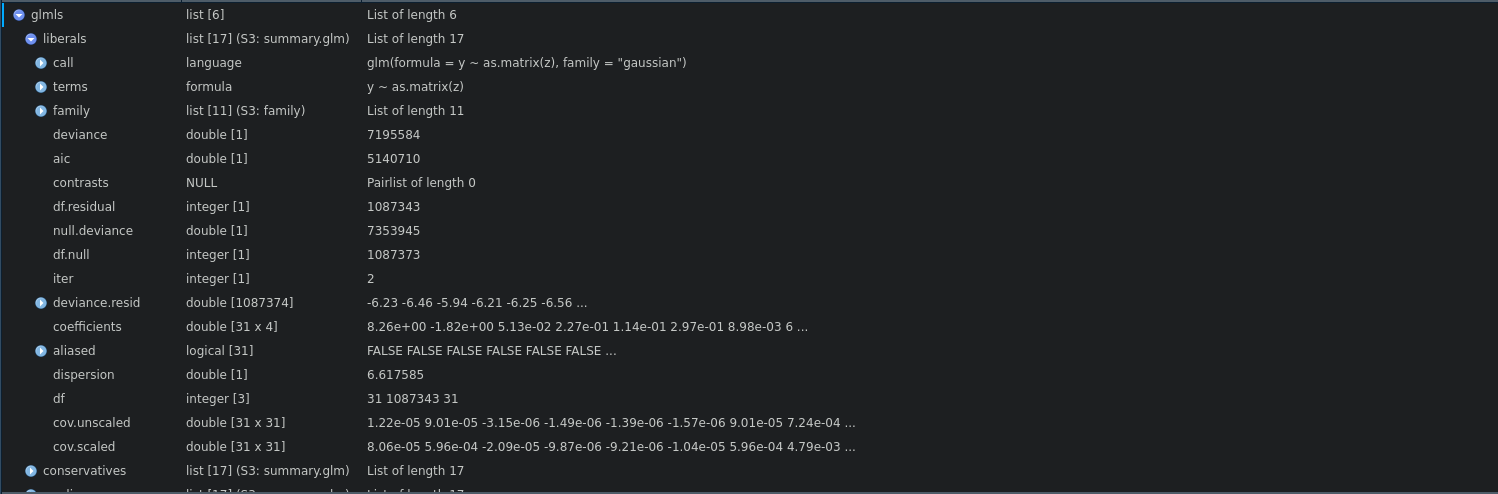 glmls list [6] List of length 6
liberals list [17] (S3: summary.glm) List of length 17
call language glm(formula = y ~ as.matrix(z), family = "gaussian")
terms formula y ~ as.matrix(z)
family list [11] (S3: family) List of length 11
deviance double [1] 7195584
aic double [1] 5140710
contrasts NULL Pairlist of length 0
df.residual integer [1] 1087343
null.deviance double [1] 7353945
df.null integer [1] 1087373
iter integer [1] 2
deviance.resid double [1087374] -6.23 -6.46 -5.94 -6.21 -6.25 -6.56 ...
coefficients double [31 x 4] 8.26e+00 -1.82e+00 5.13e-02 2.27e-01 1.14e-01 2.97e-01 8.98e-03 6 ...
aliased logical [31] FALSE FALSE FALSE FALSE FALSE FALSE ...
dispersion double [1] 6.617585
df integer [3] 31 1087343 31
cov.unscaled double [31 x 31] 1.22e-05 9.01e-05 -3.15e-06 -1.49e-06 -1.39e-06 -1.57e-06 9.01e-05 7.24e-04 ...
cov.scaled double [31 x 31] 8.06e-05 5.96e-04 -2.09e-05 -9.87e-06 -9.21e-06 -1.04e-05 5.96e-04 4.79e-03 ...
conservatives list [17] (S3: summary.glm) List of length 17